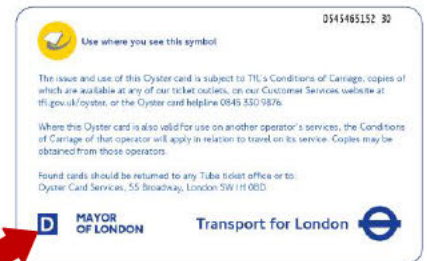 0545465152 30
Use where you see this symbol
The issue and use of this Oyster card is subject to TfL's Conditions of Carriage, copies of
which are available at any of our ticket outlets, on our Customer Services website at
tfl.gov.uk/oyster, or the Oyster card helpline 0845 330 9876.
Where this Oyster card is also valid for use on another operator's services, the Conditions
of Carriage of that operator will apply in relation to travel on its service. Copies may be
obtained from those operators.
Found cards should be returned to any Tube ticket office or to:
Oyster Card Services, 55 Broadway, London SW1H 0BD.
D
MAYOR
OF LONDON
Transport for London